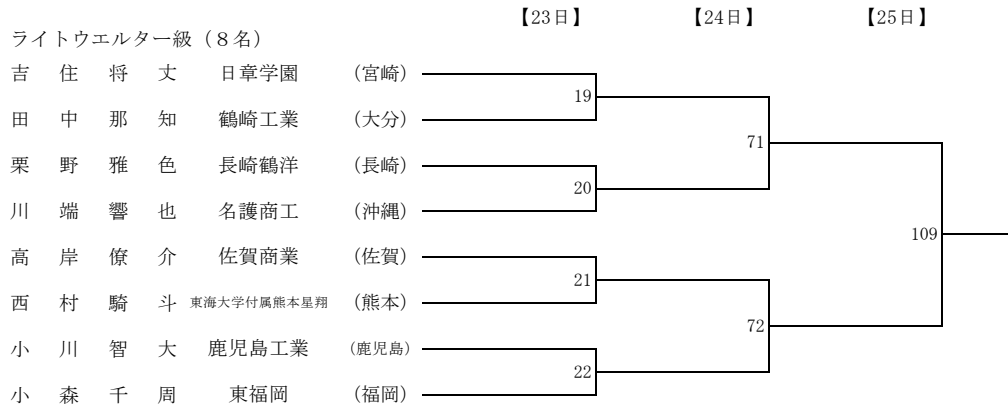 【23日】 【24日】 【25日】
ライトウエルター級（８名）
吉住将丈 日章学園 (宮崎)
19
田中那知 鶴崎工業 (大分)
71
栗野雅色 長崎鶴洋 (長崎)
20
川端響也 名護商工 (沖縄)
109
高岸僚介 佐賀商業 (佐賀)
21
西村騎斗 東海大学付属熊本星翔 (熊本)
72
小川智大 鹿児島工業 (鹿児島)
22
小森千周 東福岡 (福岡)